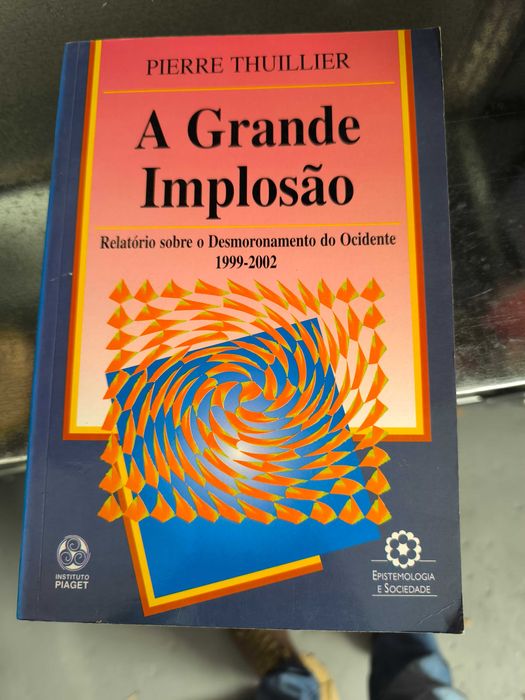 PIERRE THUILLIER
A Grande
Implosão
Relatório sobre o Desmoronamento do Ocidente
1999-2002
INSTITUTO
PIAGET
EPISTEMOLOGIA
E SOCIEDADE